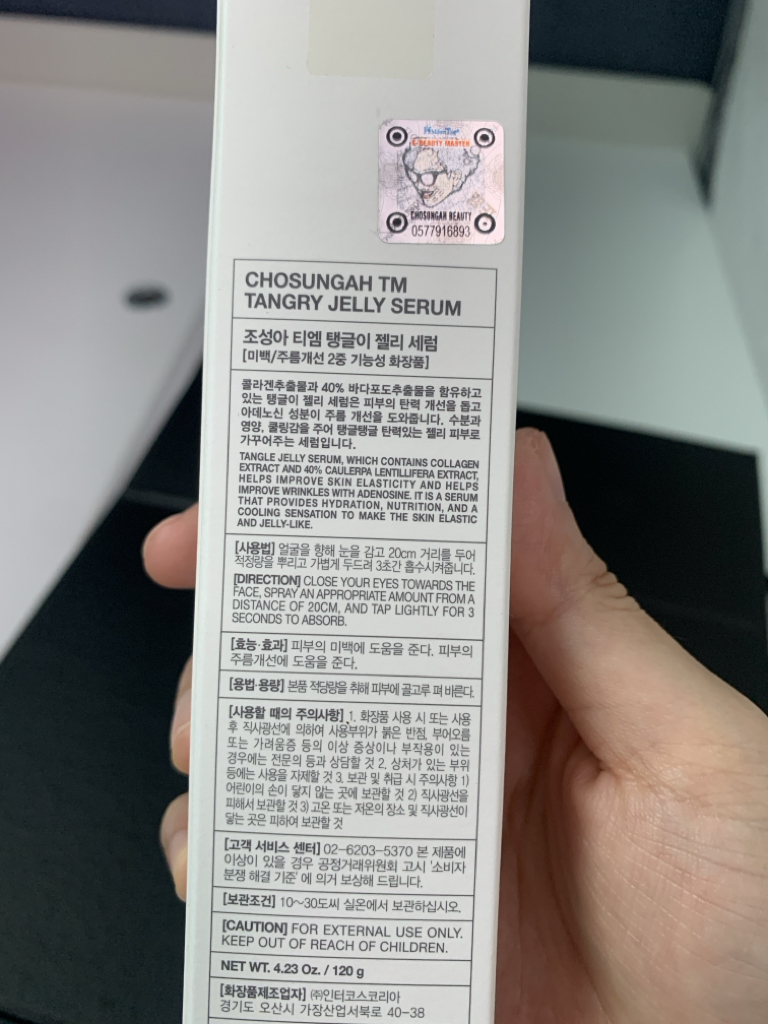 K-BEAUTY MASTER
CHOSUNGAH BEAUTY
0577916893
CHOSUNGAH TM
TANGRY JELLY SERUM
조성아 티엠 탱글이 젤리 세럼
[미백/주름개선 2중 기능성 화장품]
콜라겐추출물과 40% 바다포도추출물을 함유하고
있는 탱글이 젤리 세럼은 피부의 탄력 개선을 돕고
아데노신 성분이 주름 개선을 도와줍니다. 수분과
영양, 쿨링감을 주어 탱글탱글 탄력있는 젤리 피부로
가꾸어주는 세럼입니다.
TANGLE JELLY SERUM, WHICH CONTAINS COLLAGEN
EXTRACT AND 40% CAULERPA LENTILLIFERA EXTRACT,
HELPS IMPROVE SKIN ELASTICITY AND HELPS
IMPROVE WRINKLES WITH ADENOSINE. IT IS A SERUM
THAT PROVIDES HYDRATION, NUTRITION, AND A
COOLING SENSATION TO MAKE THE SKIN ELASTIC
AND JELLY-LIKE.
[사용법] 얼굴을 향해 눈을 감고 20cm 거리를 두어
적정량을 뿌리고 가볍게 두드려 3초간 흡수시켜줍니다.
[DIRECTION] CLOSE YOUR EYES TOWARDS THE
FACE, SPRAY AN APPROPRIATE AMOUNT FROM A
DISTANCE OF 20CM, AND TAP LIGHTLY FOR 3
SECONDS TO ABSORB.
[효능·효과] 피부의 미백에 도움을 준다. 피부의
주름개선에 도움을 준다.
[용법·용량] 본품 적당량을 취해 피부에 골고루 펴 바른다.
[사용할 때의 주의사항] 1. 화장품 사용 시 또는 사용
후 직사광선에 의하여 사용부위가 붉은 반점, 부어오름
또는 가려움증 등의 이상 증상이나 부작용이 있는
경우에는 전문의 등과 상담할 것 2. 상처가 있는 부위
등에는 사용을 자제할 것 3. 보관 및 취급 시 주의사항 1)
어린이의 손이 닿지 않는 곳에 보관할 것 2) 직사광선을
피해서 보관할 것 3) 고온 또는 저온의 장소 및 직사광선이
닿는 곳은 피하여 보관할 것
[고객 서비스 센터] 02-6203-5370 본 제품에
이상이 있을 경우 공정거래위원회 고시 '소비자
분쟁 해결 기준' 에 의거 보상해 드립니다.
[보관조건] 10~30도씨 실온에서 보관하십시오.
[CAUTION] FOR EXTERNAL USE ONLY.
KEEP OUT OF REACH OF CHILDREN.
NET WT. 4.23 Oz. / 120 g
[화장품제조업자] ㈜인터코스코리아
경기도 오산시 가장산업서북로 40-38